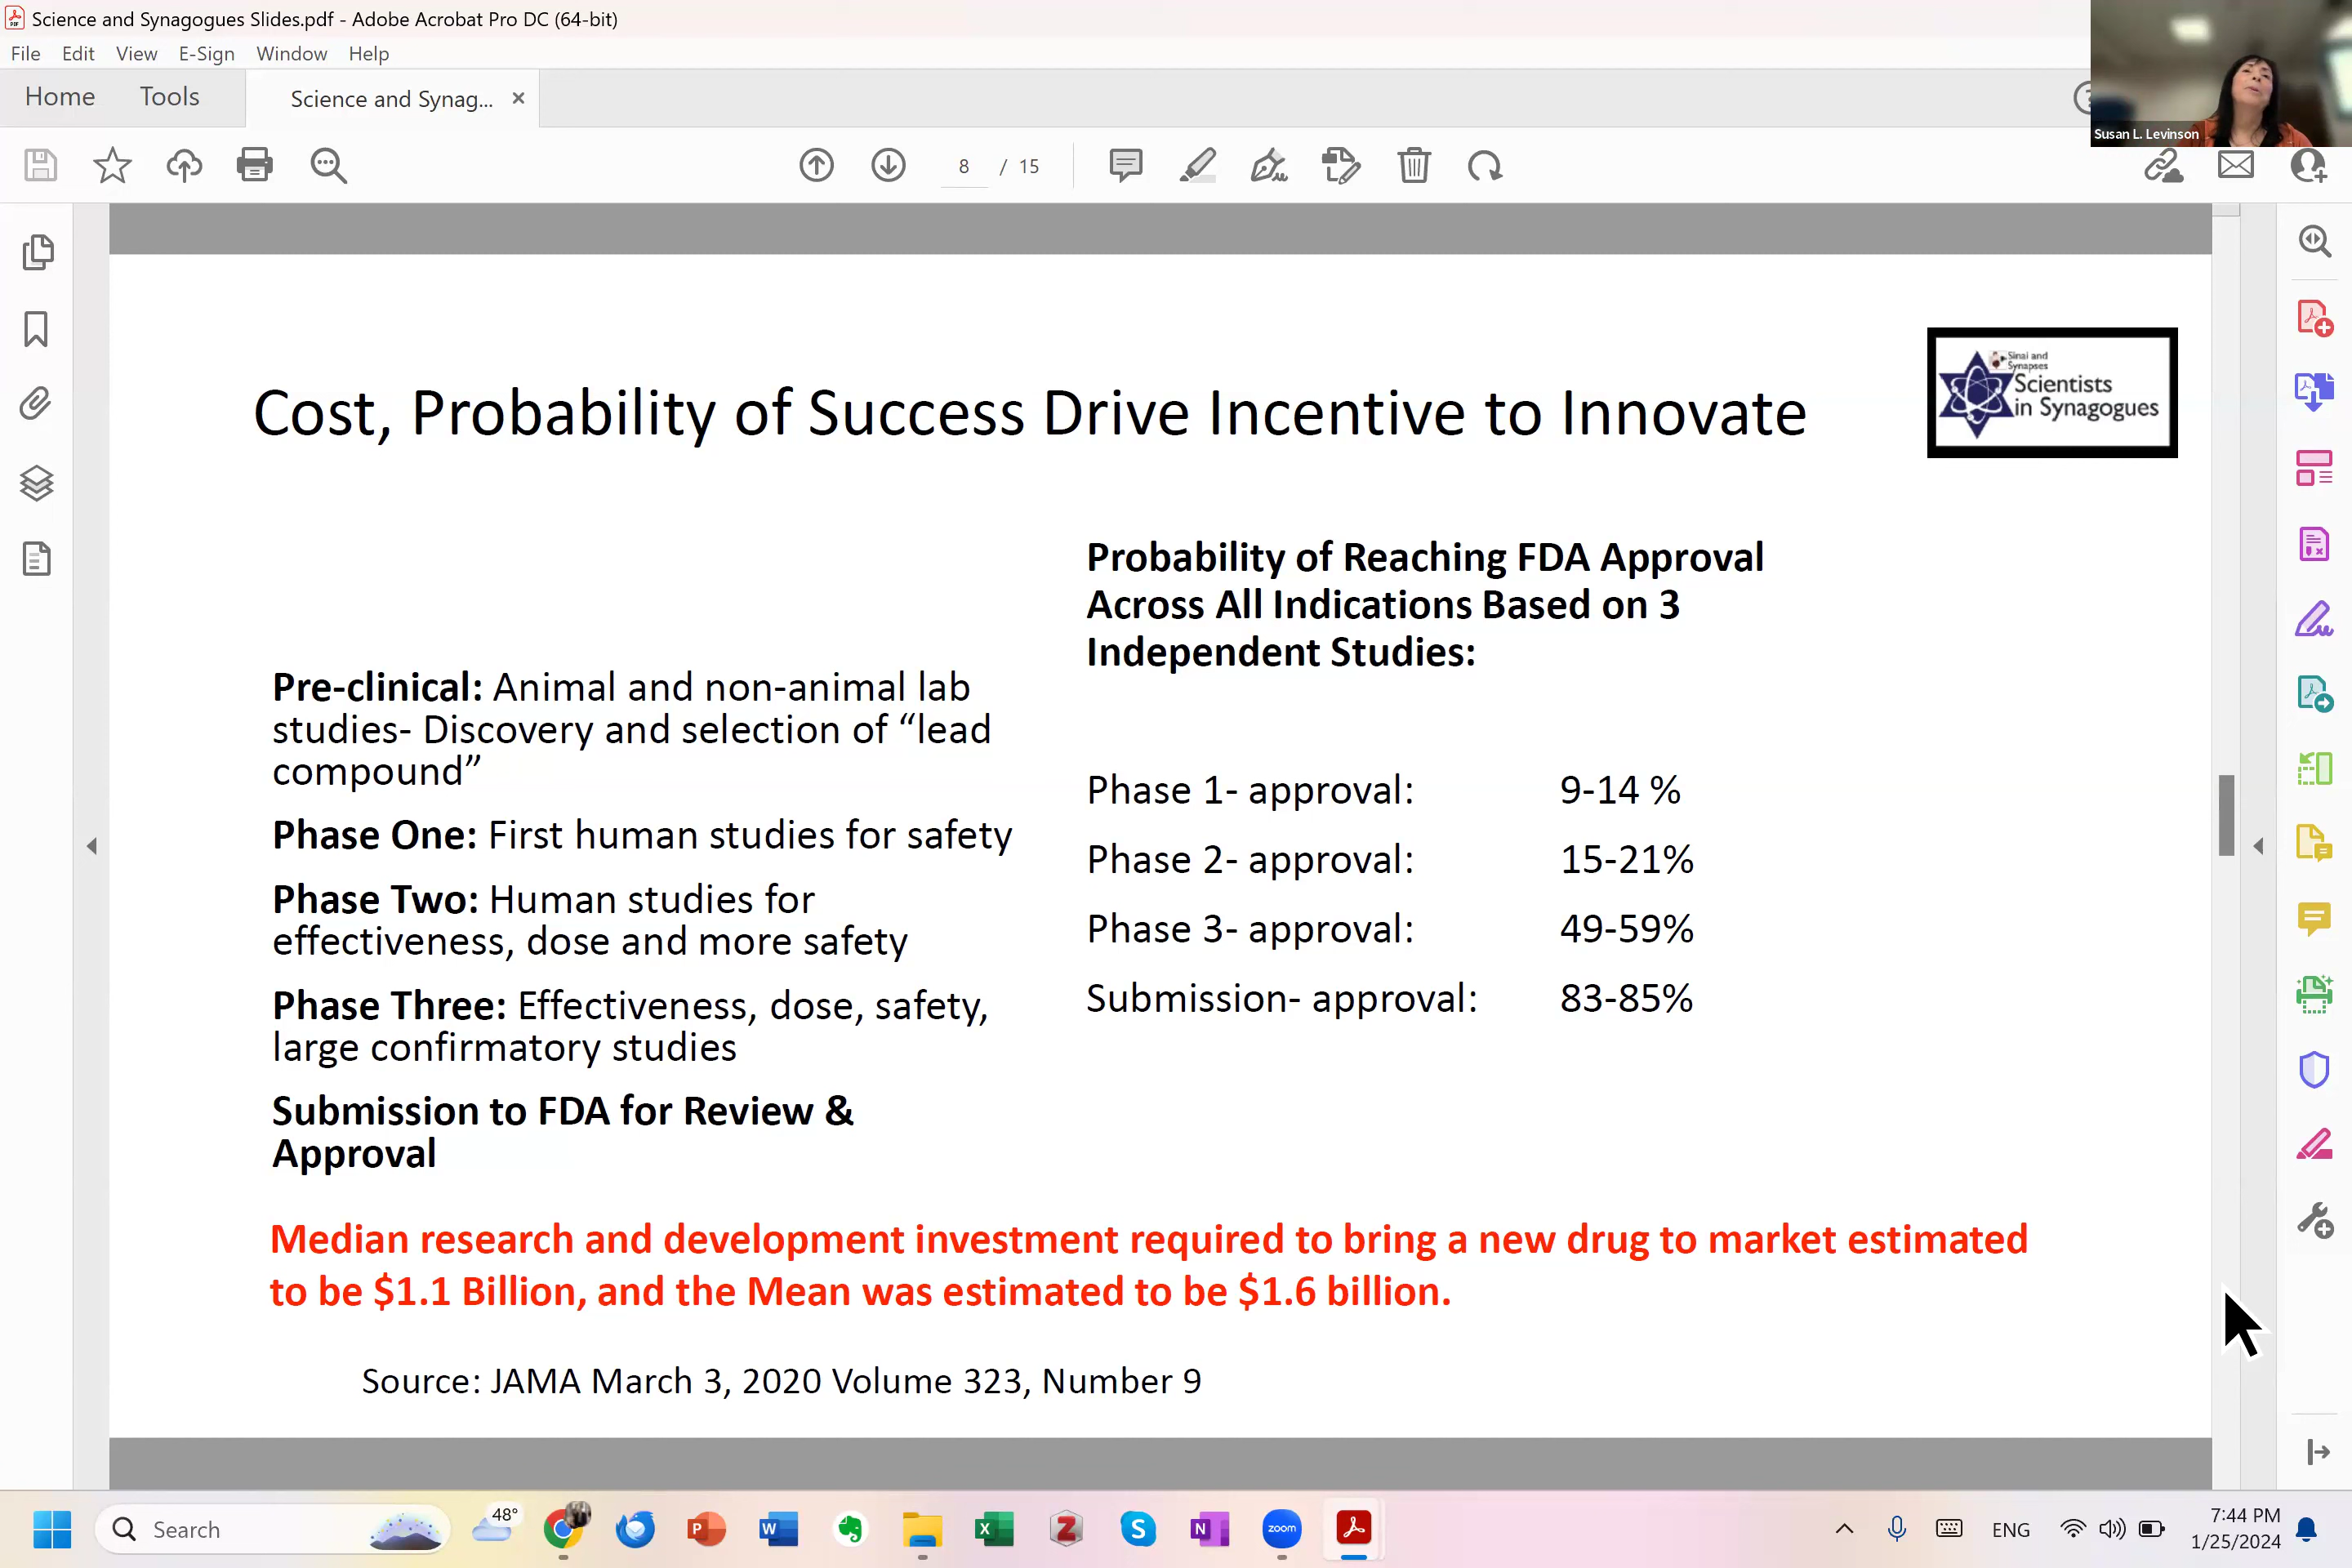 Science and Synagogues Slides.pdf - Adobe Acrobat Pro DC (64-bit)
File Edit View E-Sign Window Help
Home Tools Science and Synag... ×
8 / 15
Susan L. Levinson
Cost, Probability of Success Drive Incentive to Innovate
Sinai and
Synapses
Scientists
in Synagogues
Pre-clinical: Animal and non-animal lab
studies- Discovery and selection of “lead
compound”
Phase One: First human studies for safety
Phase Two: Human studies for
effectiveness, dose and more safety
Phase Three: Effectiveness, dose, safety,
large confirmatory studies
Submission to FDA for Review &
Approval
Probability of Reaching FDA Approval
Across All Indications Based on 3
Independent Studies:
Phase 1- approval: 9-14 %
Phase 2- approval: 15-21%
Phase 3- approval: 49-59%
Submission- approval: 83-85%
Median research and development investment required to bring a new drug to market estimated
to be $1.1 Billion, and the Mean was estimated to be $1.6 billion.
Source: JAMA March 3, 2020 Volume 323, Number 9
Search
48°
P
W
X
Z
S
N
zoom
ENG
7:44 PM
1/25/2024